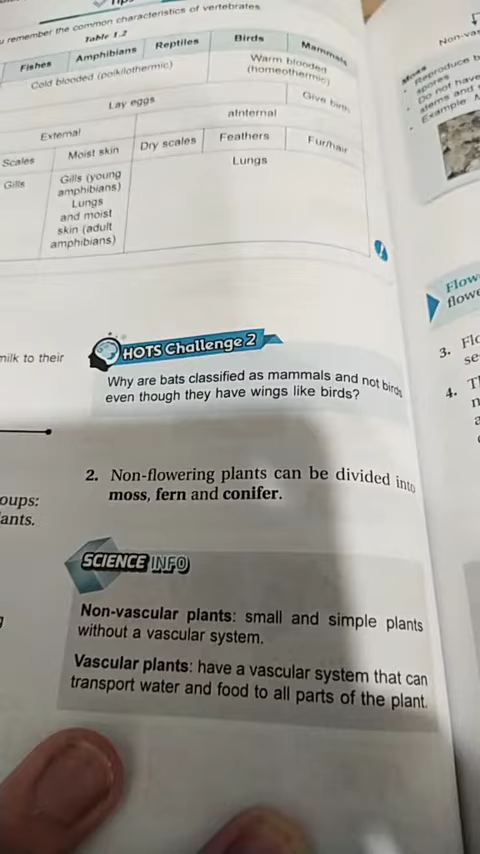 u remember the common characteristics of vertebrates
Table 1.2
Fishes Amphibians Reptiles Birds Mammals
Cold blooded (poikilothermic) Warm blooded
(homeothermic)
Lay eggs Give birth
External aInternal
Scales Moist skin Dry scales Feathers Fur/hair
Gills Gills (young
amphibians)
Lungs
and moist
skin (adult
amphibians)
Lungs
milk to their
HOTS Challenge 2
Why are bats classified as mammals and not birds
even though they have wings like birds?
2. Non-flowering plants can be divided into
moss, fern and conifer.
oups:
ants.
SCIENCE INFO
Non-vascular plants: small and simple plants
without a vascular system.
Vascular plants: have a vascular system that can
transport water and food to all parts of the plant.
Non-vas
Moss
• Reproduce b
spores
• Do not have
stems and
• Example
Flow
flowe
3. Flo
se
4. T